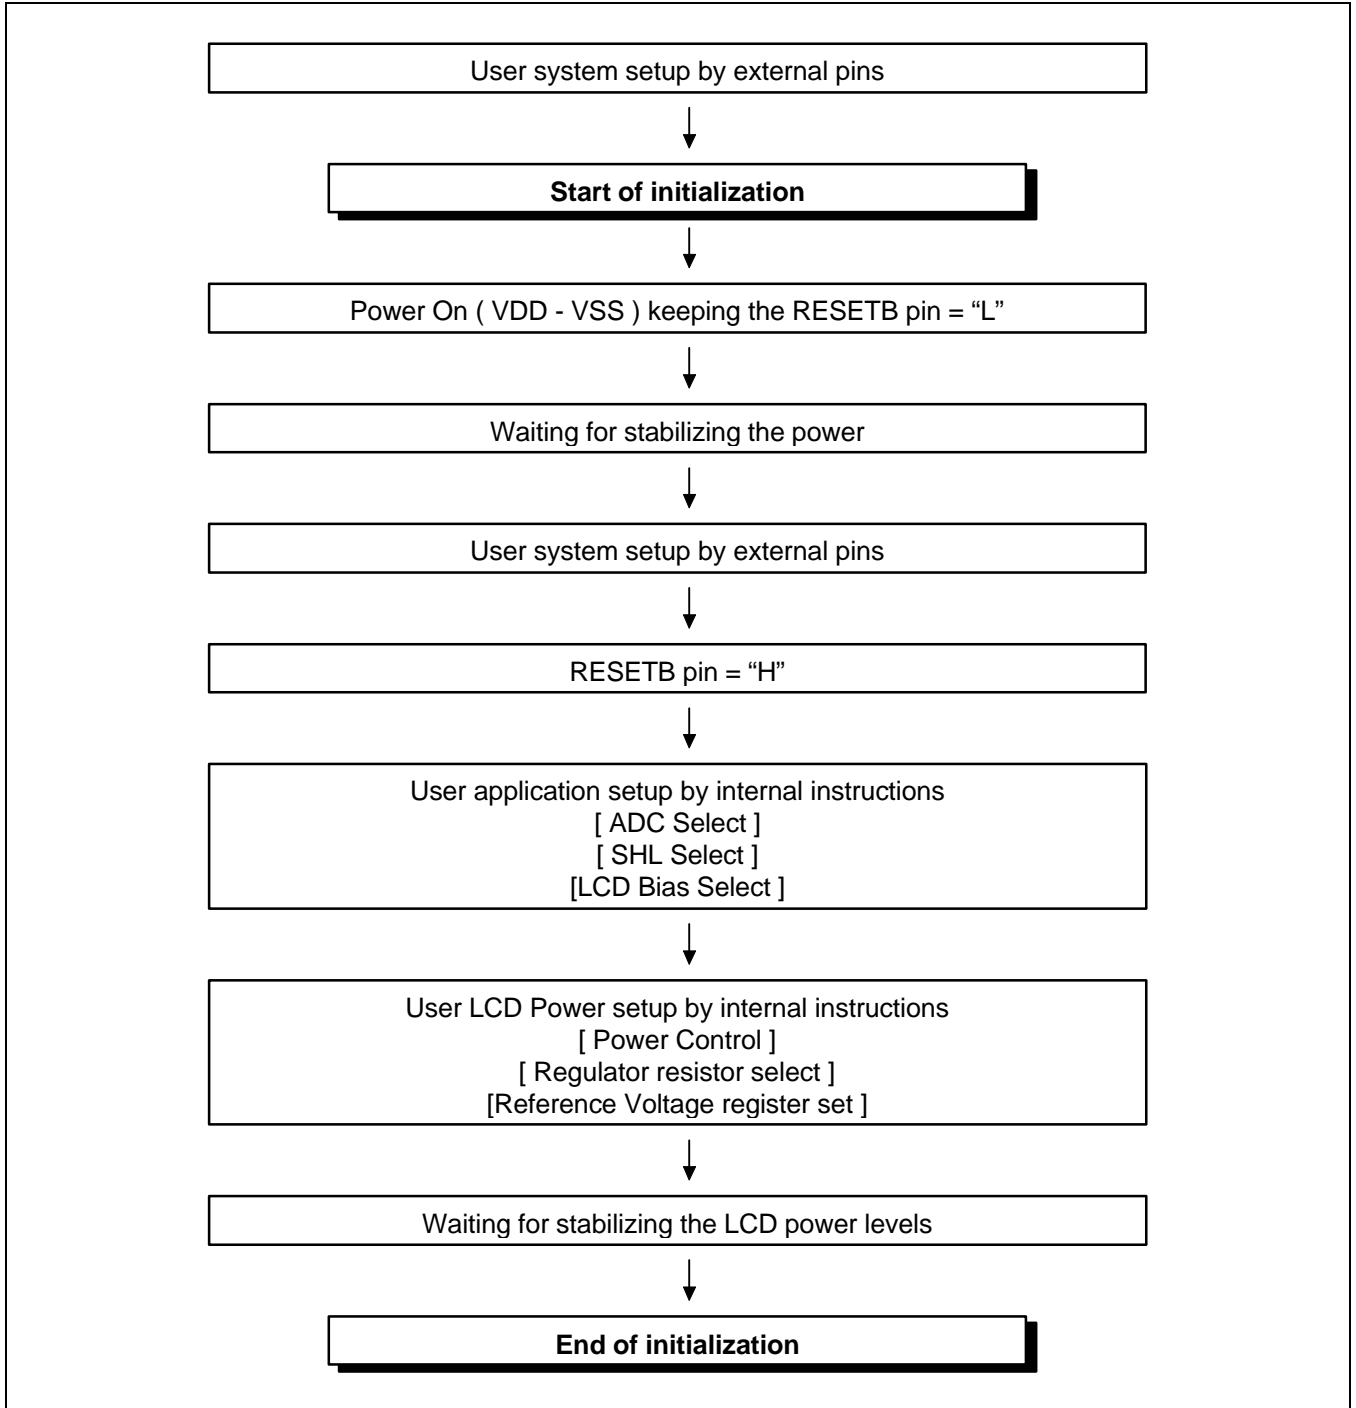 User system setup by external pins
Start of initialization
Power On ( VDD - VSS ) keeping the RESETB pin = “L”
Waiting for stabilizing the power
User system setup by external pins
RESETB pin = “H”
User application setup by internal instructions
[ ADC Select ]
[ SHL Select ]
[LCD Bias Select ]
User LCD Power setup by internal instructions
[ Power Control ]
[ Regulator resistor select ]
[Reference Voltage register set ]
Waiting for stabilizing the LCD power levels
End of initialization